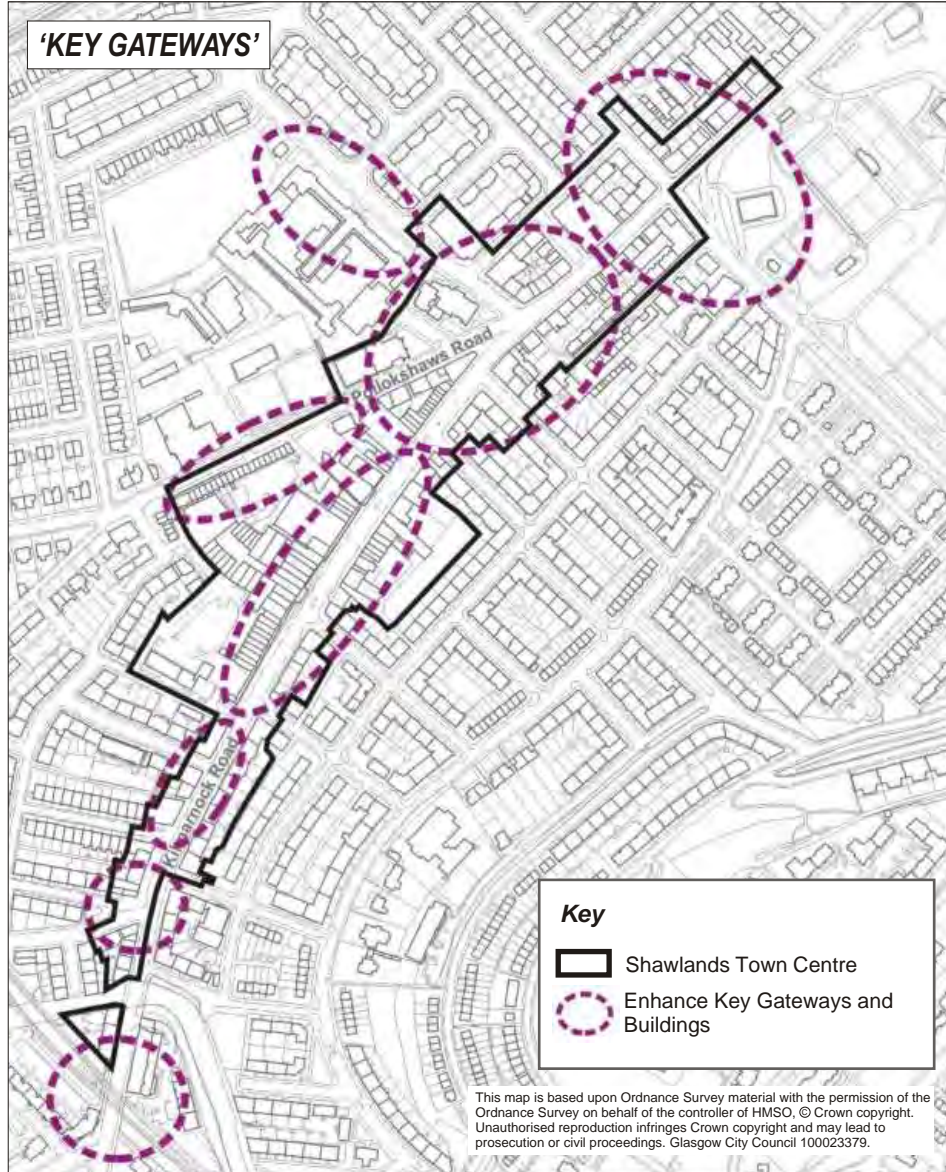 'KEY GATEWAYS'
Pollokshaws Road
Kilmarnock Road
Key
Shawlands Town Centre
Enhance Key Gateways and
Buildings
This map is based upon Ordnance Survey material with the permission of the
Ordnance Survey on behalf of the controller of HMSO, © Crown copyright.
Unauthorised reproduction infringes Crown copyright and may lead to
prosecution or civil proceedings. Glasgow City Council 100023379.